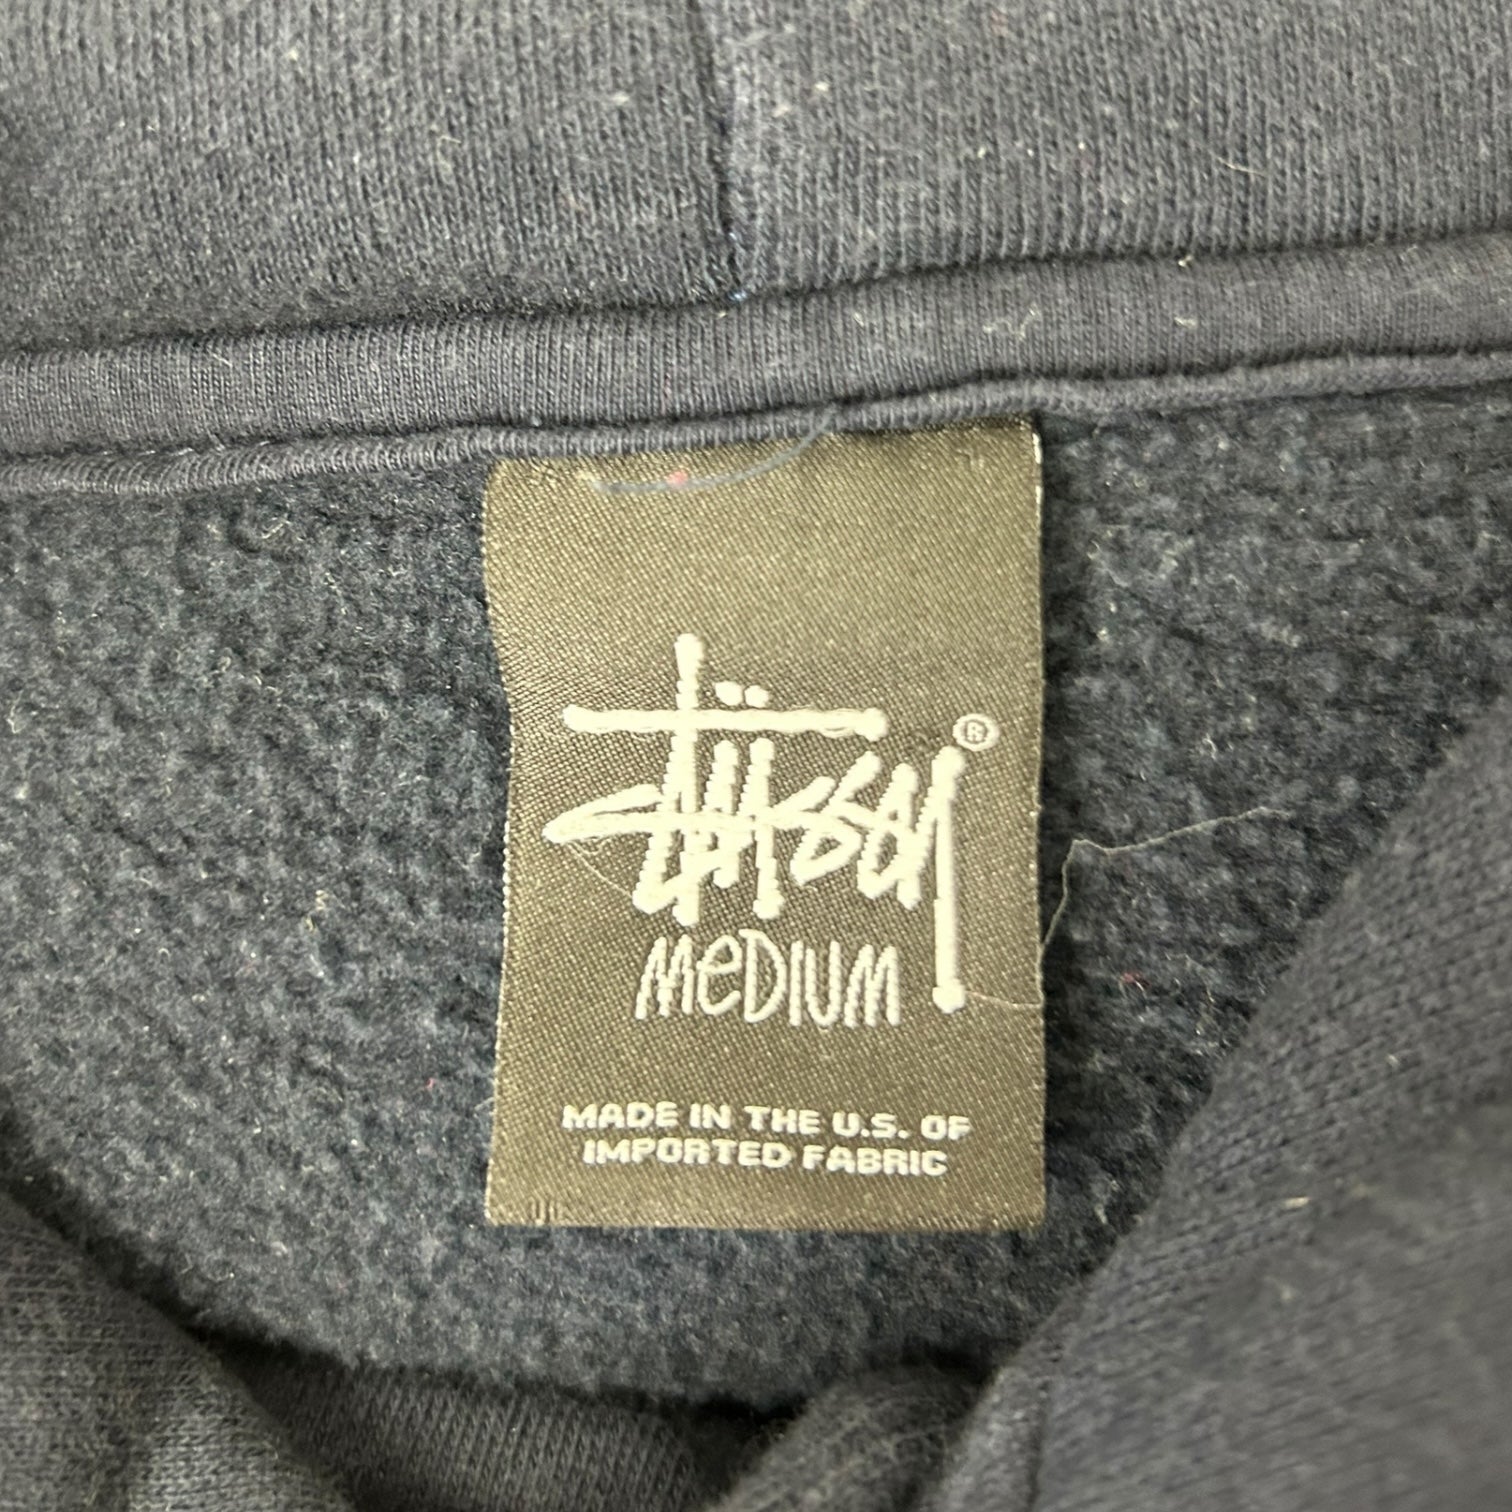 Stüssy®
MeDIUM
MADE IN THE U.S. OF
IMPORTED FABRIC